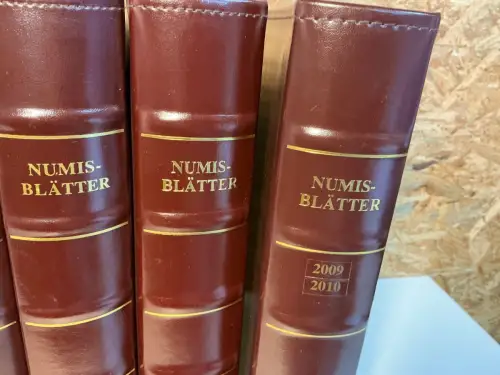 NUMIS-
BLÄTTER
NUMIS-
BLÄTTER
NUMIS-
BLÄTTER
2009
2010